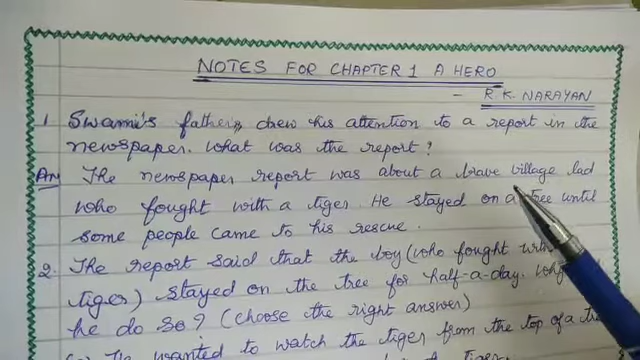 NOTES FOR CHAPTER 1 A HERO
- R.K. NARAYAN
1 Swami's father drew his attention to a report in the
newspaper. What was the report?
Ans The newspaper report was about a brave village lad
who fought with a tiger. He stayed on a tree until
some people came to his rescue.
2. The report said that the boy (who fought with
tiger) stayed on the tree for half-a-day. Why
he do so? (choose the right answer)
to watch the tiger from the top of a